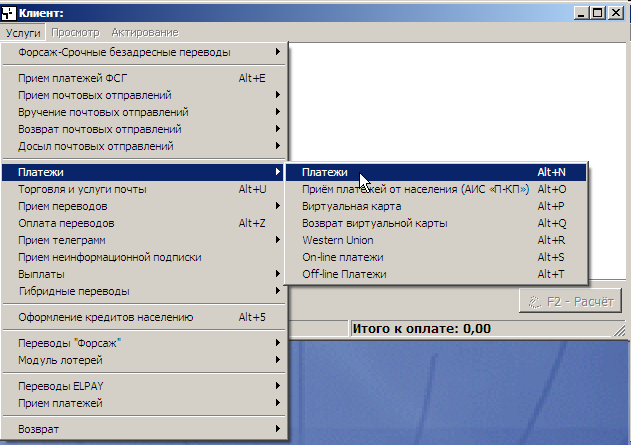 Клиент:
Услуги Просмотр Актирование
Форсаж-Срочные безадресные переводы
Прием платежей ФСГ Alt+E
Прием почтовых отправлений
Вручение почтовых отправлений
Возврат почтовых отправлений
Досыл почтовых отправлений
Платежи
Торговля и услуги почты Alt+U
Прием переводов
Оплата переводов Alt+Z
Прием телеграмм
Прием неинформационной подписки
Выплаты
Гибридные переводы
Оформление кредитов населению Alt+5
Переводы "Форсаж"
Модуль лотерей
Переводы ELPAY
Прием платежей
Возврат
Платежи Alt+N
Приём платежей от населения (АИС «П-КП») Alt+O
Виртуальная карта Alt+P
Возврат виртуальной карты Alt+Q
Western Union Alt+R
On-line платежи Alt+S
Off-line Платежи Alt+T
F2 - Расчёт
Итого к оплате: 0,00